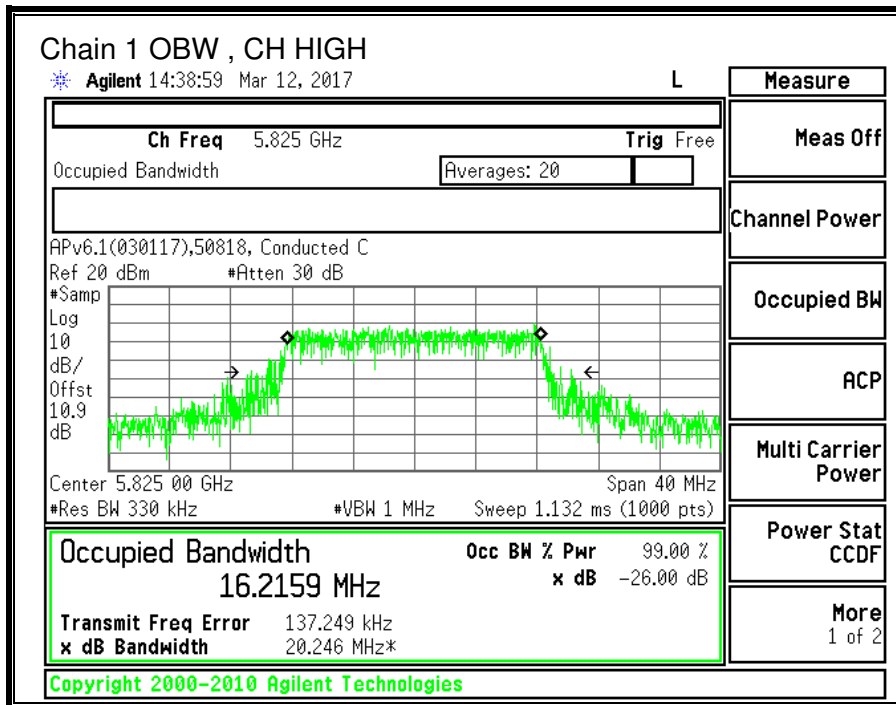 Chain 1 OBW , CH HIGH
Agilent 14:38:59 Mar 12, 2017 L
Measure
Ch Freq 5.825 GHz Trig Free
Meas Off
Occupied Bandwidth Averages: 20
Channel Power
APv6.1(030117),50818, Conducted C
Ref 20 dBm #Atten 30 dB
#Samp
Log
10
dB/
Offst
10.9
dB
Occupied BW
ACP
Center 5.825 00 GHz Span 40 MHz
#Res BW 330 kHz #VBW 1 MHz Sweep 1.132 ms (1000 pts)
Multi Carrier
Power
Occupied Bandwidth Occ BW % Pwr 99.00 %
16.2159 MHz x dB -26.00 dB
Power Stat
CCDF
Transmit Freq Error 137.249 kHz
x dB Bandwidth 20.246 MHz*
More
1 of 2
Copyright 2000-2010 Agilent Technologies